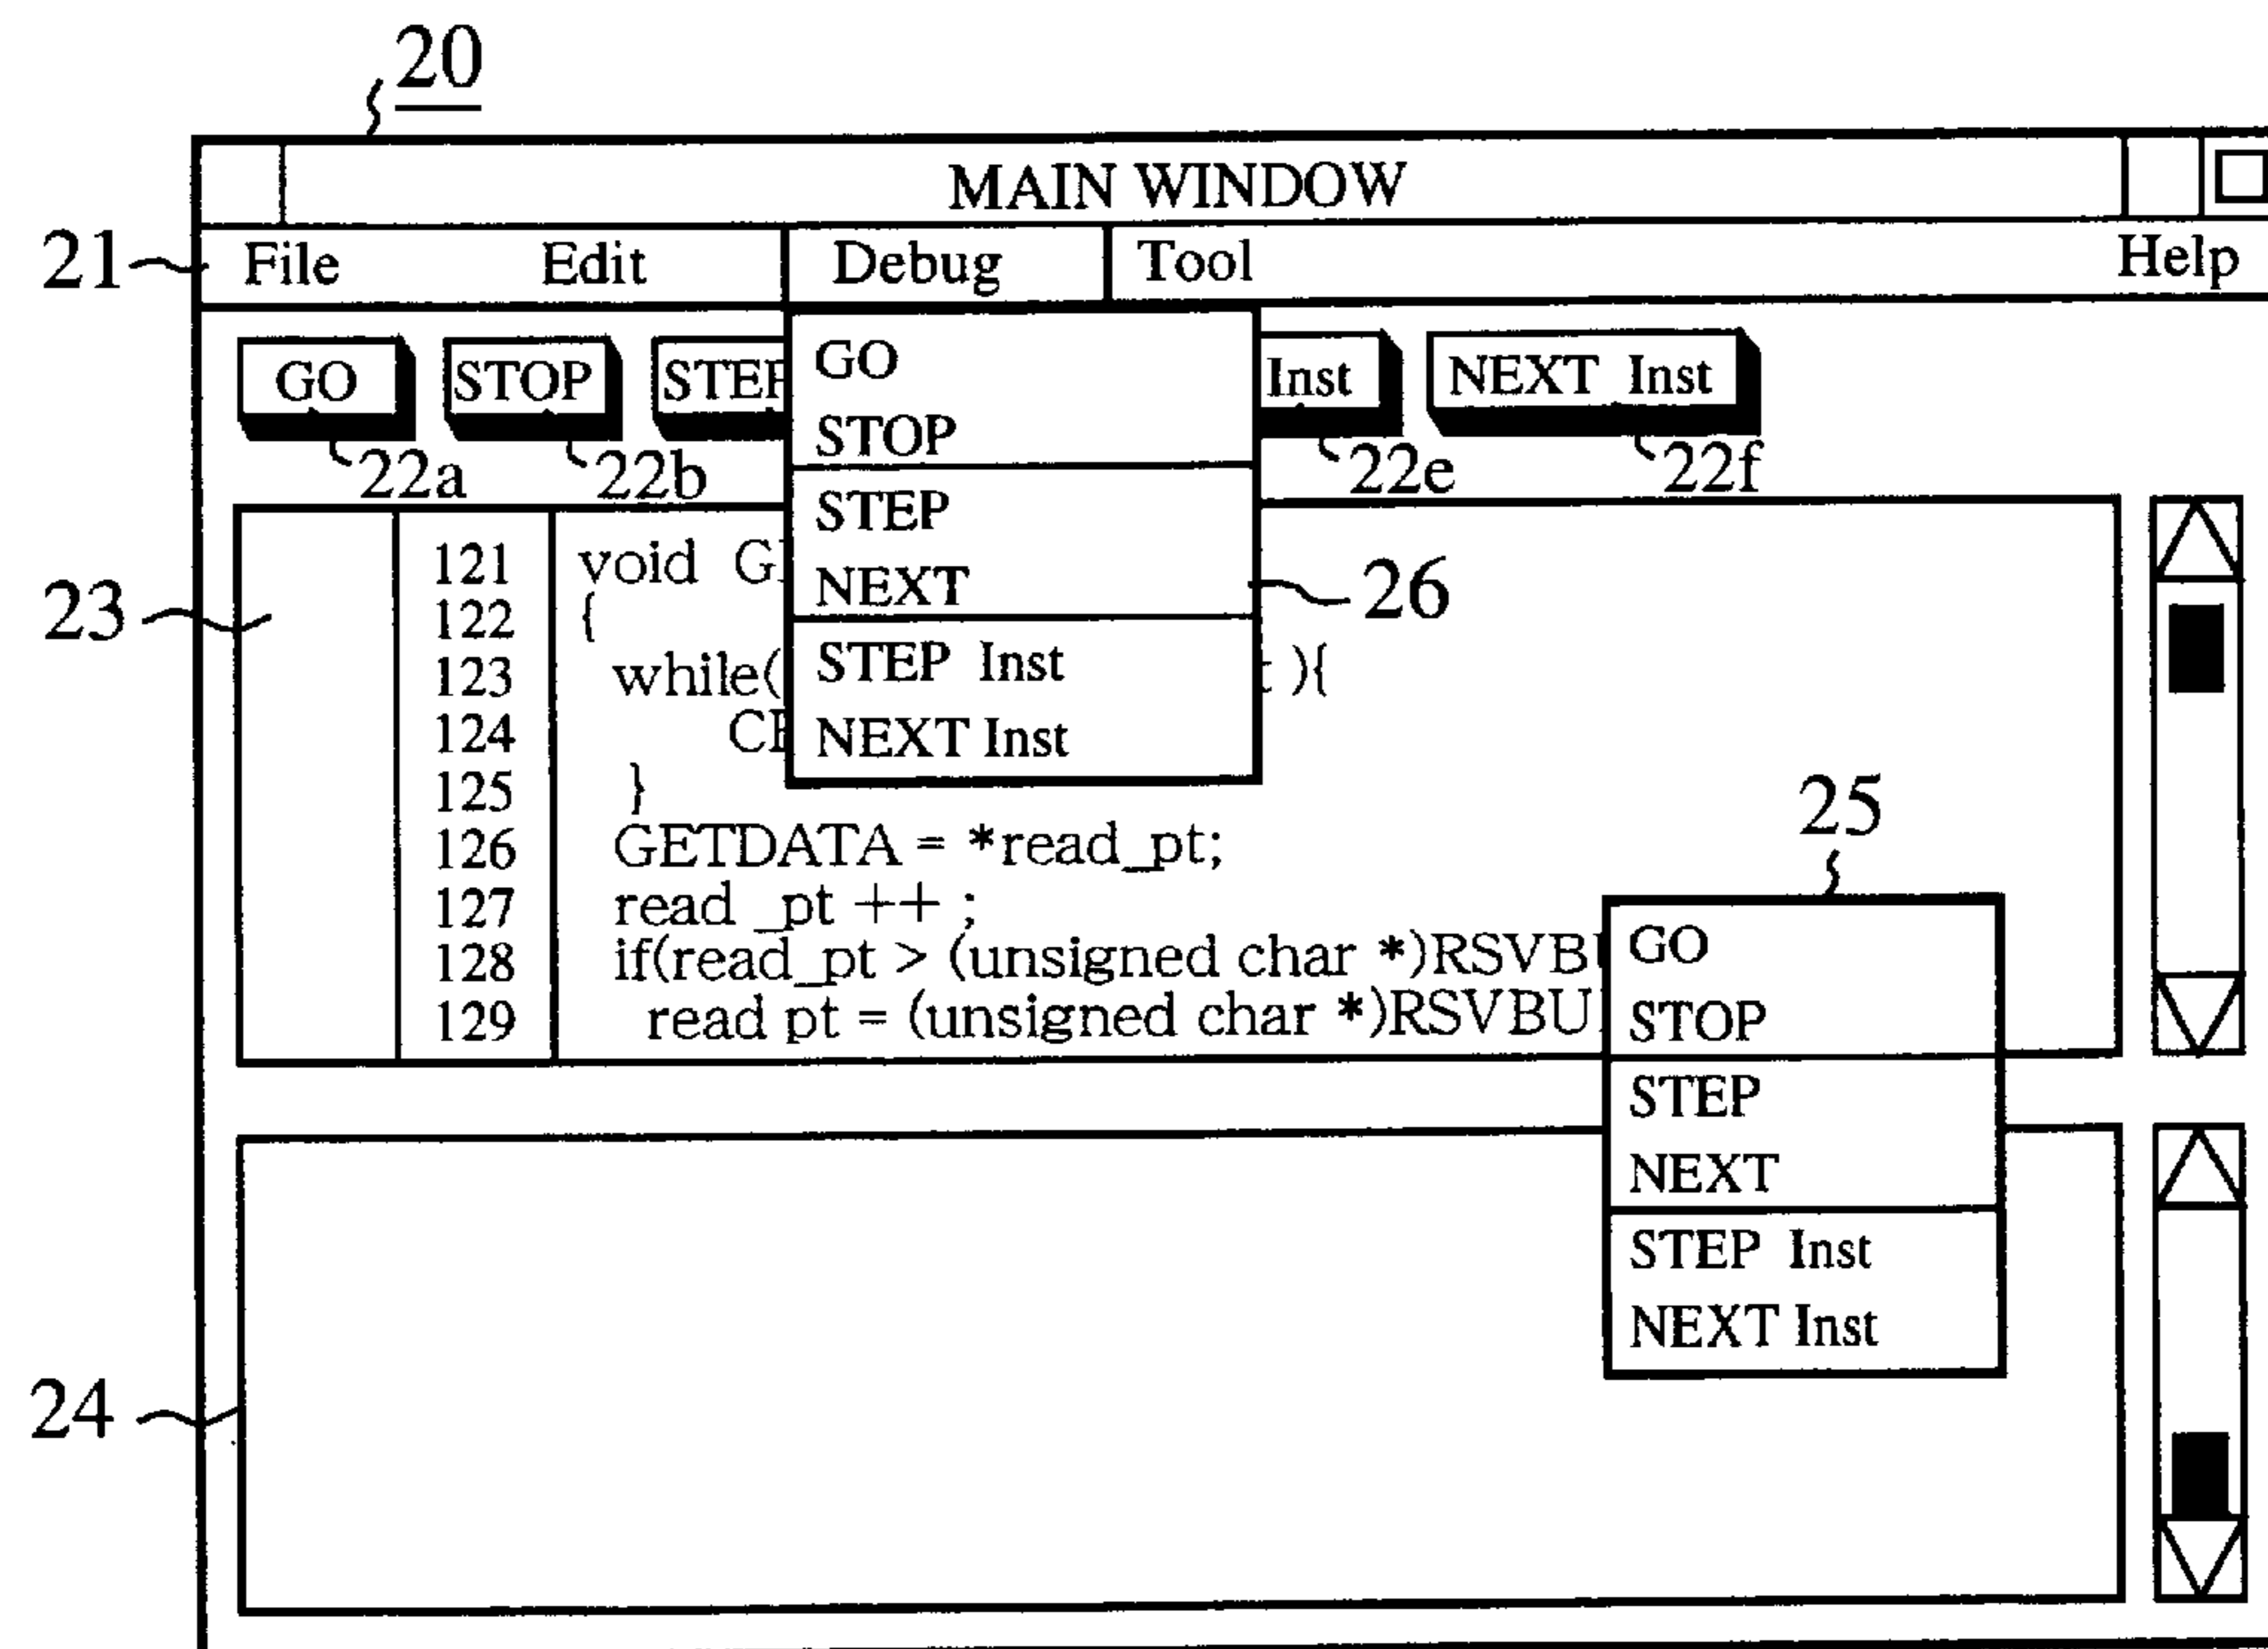 20
MAIN WINDOW
21
File Edit Debug Tool Help
GO STOP Inst NEXT Inst
22a 22b 22e 22f
GO
STOP
STEP
NEXT
STEP Inst
NEXT Inst
26
23
121 void
122 {
123 while( ){
124
125 }
126 GETDATA = *read_pt;
127 read _pt ++ ;
128 if(read_pt > (unsigned char *)
129 read pt = (unsigned char *)
25
GO
STOP
STEP
NEXT
STEP Inst
NEXT Inst
24